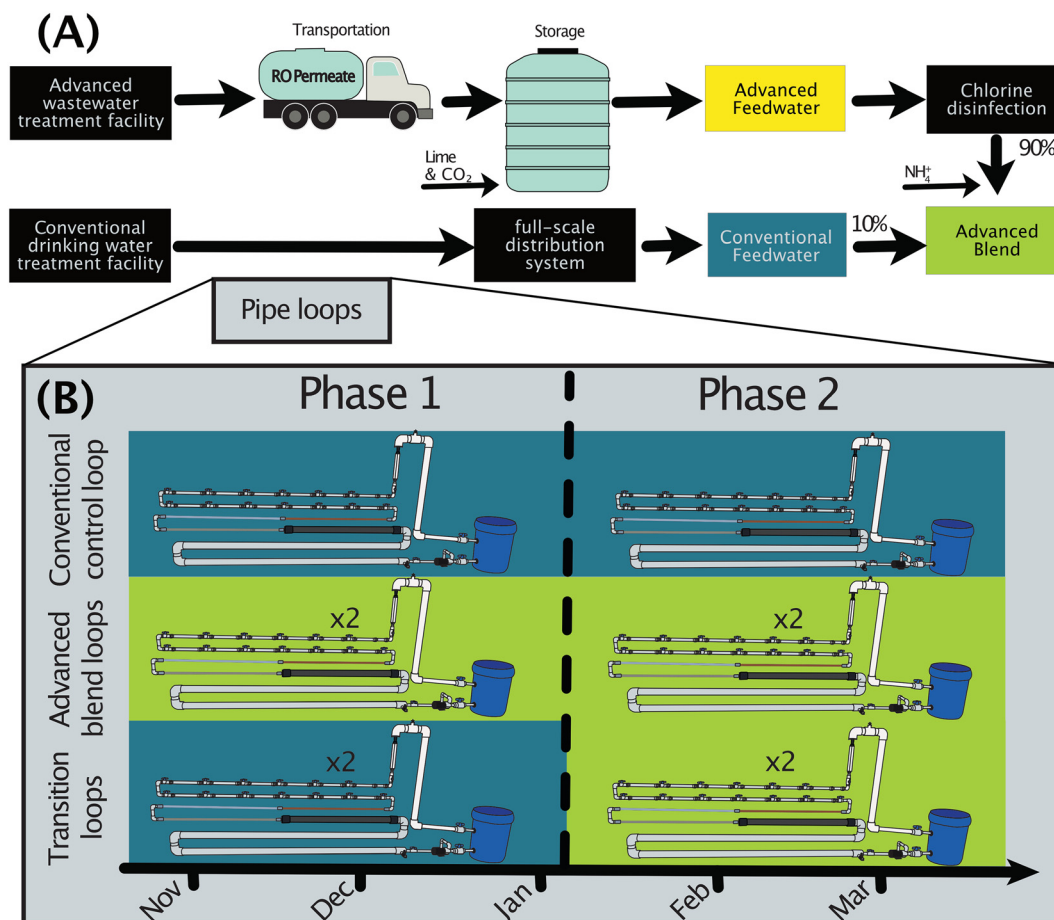 (A)
Transportation
Storage
Advanced
wastewater
treatment facility
RO Permeate
Advanced
Feedwater
Chlorine
disinfection
90%
Lime
& CO₂
NH₄⁺
Conventional
drinking water
treatment facility
full-scale
distribution
system
Conventional
Feedwater
10%
Advanced
Blend
Pipe loops
(B)
Phase 1
Phase 2
Conventional
control loop
Advanced
blend loops
x2
x2
Transition
loops
x2
x2
Nov
Dec
Jan
Feb
Mar